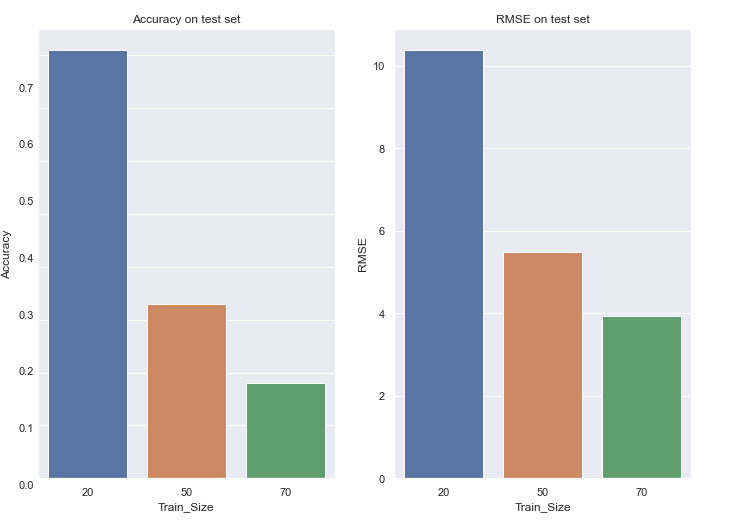 Accuracy on test set
Accuracy
0.7
0.6
0.5
0.4
0.3
0.2
0.1
0.0
20 50 70
Train_Size
RMSE on test set
RMSE
10
8
6
4
2
0
20 50 70
Train_Size